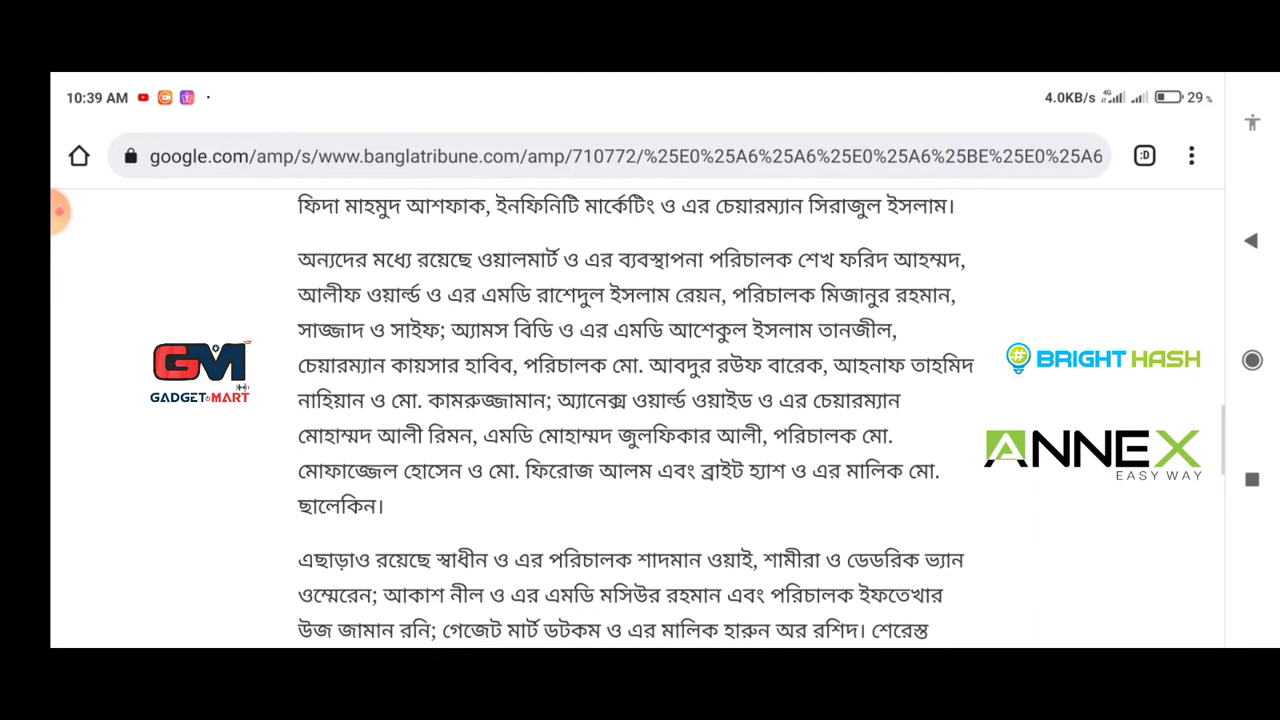 10:39 AM
4.0KB/s 4G 29 %
google.com/amp/s/www.banglatribune.com/amp/710772/%25E0%25A6%25A6%25E0%25A6%25BE%25E0%25A6
:D
ফিদা মাহমুদ আশফাক, ইনফিনিটি মার্কেটিং ও এর চেয়ারম্যান সিরাজুল ইসলাম।
অন্যদের মধ্যে রয়েছে ওয়ালমার্ট ও এর ব্যবস্থাপনা পরিচালক শেখ ফরিদ আহম্মদ,
আলীফ ওয়ার্ল্ড ও এর এমডি রাশেদুল ইসলাম রেয়ন, পরিচালক মিজানুর রহমান,
সাজ্জাদ ও সাইফ; অ্যামস বিডি ও এর এমডি আশেকুল ইসলাম তানজীল,
চেয়ারম্যান কায়সার হাবিব, পরিচালক মো. আবদুর রউফ বারেক, আহনাফ তাহমিদ
নাহিয়ান ও মো. কামরুজ্জামান; অ্যানেক্স ওয়ার্ল্ড ওয়াইড ও এর চেয়ারম্যান
মোহাম্মদ আলী রিমন, এমডি মোহাম্মদ জুলফিকার আলী, পরিচালক মো.
মোফাজ্জেল হোসেন ও মো. ফিরোজ আলম এবং ব্রাইট হ্যাশ ও এর মালিক মো.
ছালেকিন।
এছাড়াও রয়েছে স্বাধীন ও এর পরিচালক শাদমান ওয়াই, শামীরা ও ডেডরিক ভ্যান
ওম্মেরেন; আকাশ নীল ও এর এমডি মসিউর রহমান এবং পরিচালক ইফতেখার
উজ জামান রনি; গেজেট মার্ট ডটকম ও এর মালিক হারুন অর রশিদ। শেরেস্ত
GM
GADGET MART
# BRIGHT HASH
ANNEX
EASY WAY